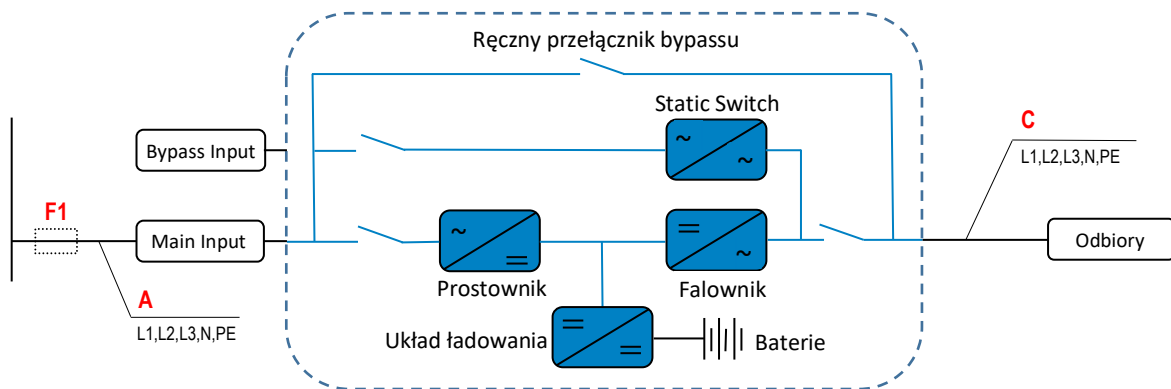 Ręczny przełącznik bypassu
Static Switch
Bypass Input
~
~
C
L1,L2,L3,N,PE
F1
Main Input
~
~
Odbiory
Prostownik
Falownik
A
L1,L2,L3,N,PE
Układ ładowania
Baterie